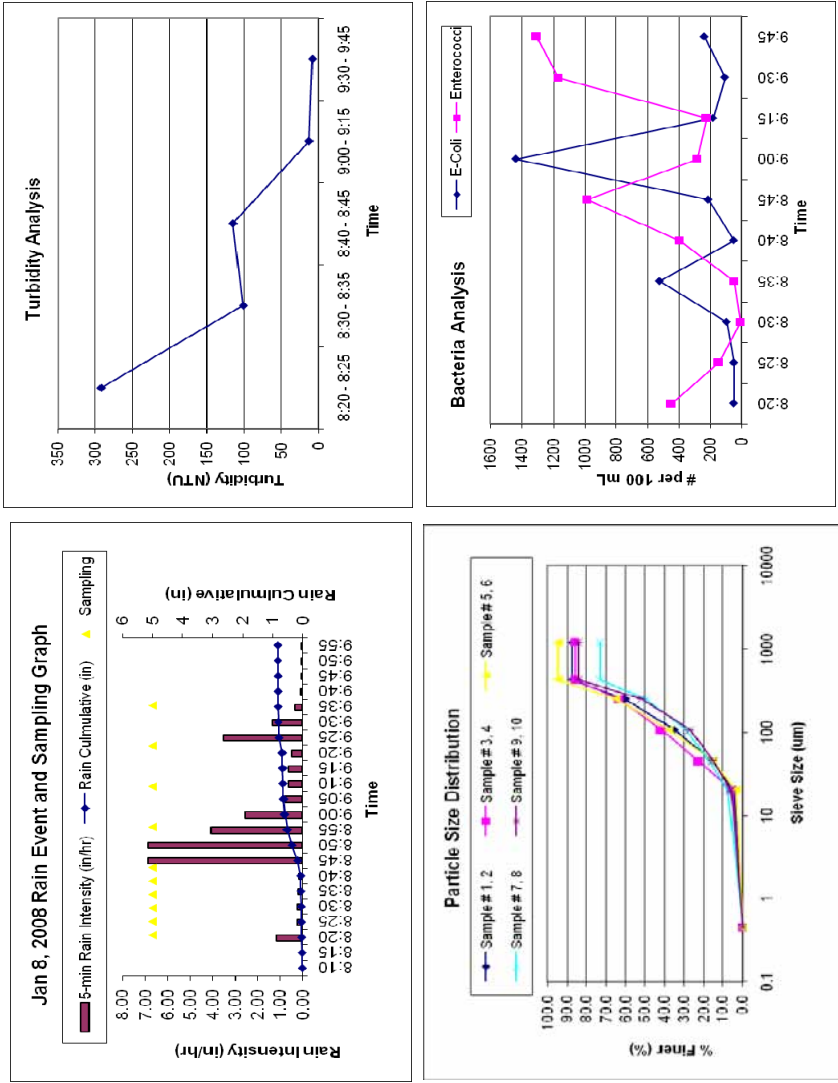 Jan 8, 2008 Rain Event and Sampling Graph
5-min Rain Intensity (in/hr)
Rain Culmulative (in)
Sampling
Rain Intensity (in/hr)
8.00
7.00
6.00
5.00
4.00
3.00
2.00
1.00
0.00
6
5
4
3
2
1
0
Rain Culmulative (in)
8:10 8:15 8:20 8:25 8:30 8:35 8:40 8:45 8:50 8:55 9:00 9:05 9:10 9:15 9:20 9:25 9:30 9:35 9:40 9:45 9:50 9:55
Time
Turbidity Analysis
Turbidity (NTU)
350
300
250
200
150
100
50
0
8:20 - 8:25 8:30 - 8:35 8:40 - 8:45 9:00 - 9:15 9:30 - 9:45
Time
Particle Size Distribution
Sample # 1, 2 Sample # 3, 4 Sample # 5, 6
Sample # 7, 8 Sample # 9, 10
% Finer (%)
100.0
90.0
80.0
70.0
60.0
50.0
40.0
30.0
20.0
10.0
0.0
0.1 1 10 100 1000 10000
Sieve Size (um)
Bacteria Analysis
E-Coli Enterococci
# per 100 mL
1600
1400
1200
1000
800
600
400
200
0
8:20 8:25 8:30 8:35 8:40 8:45 9:00 9:15 9:30 9:45
Time